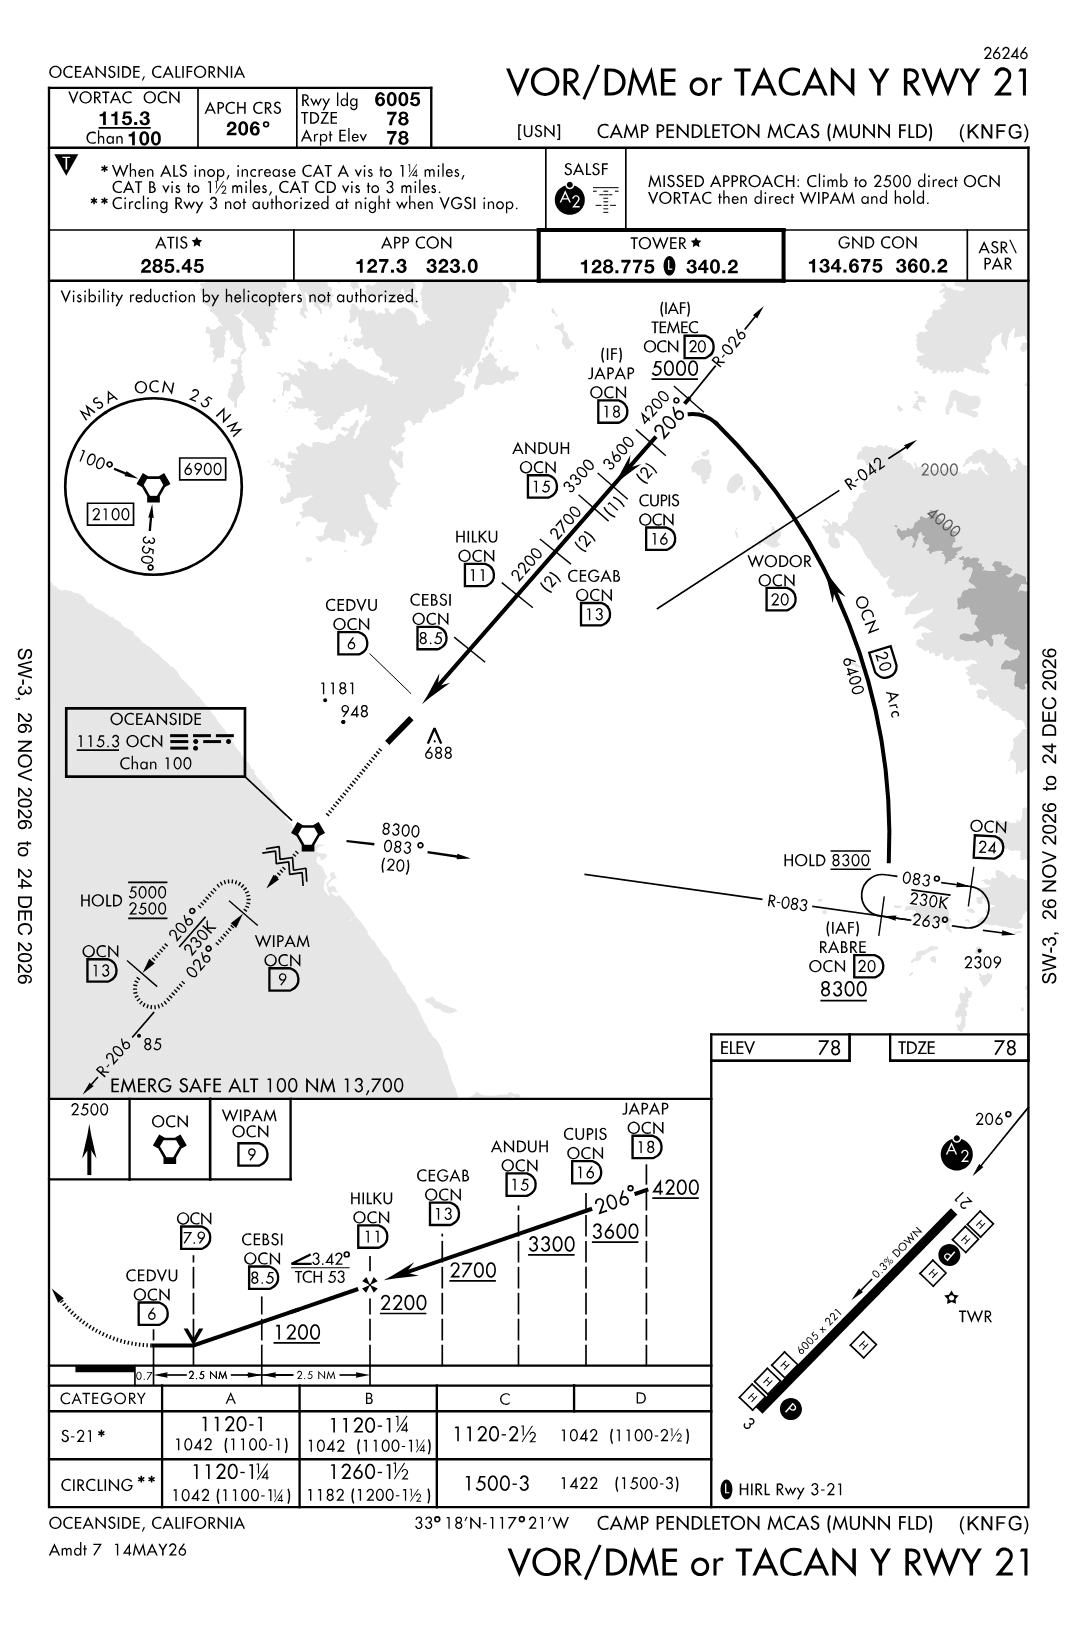 26246
OCEANSIDE, CALIFORNIA
VOR/DME or TACAN Y RWY 21
[USN] CAMP PENDLETON MCAS (MUNN FLD) (KNFG)
VORTAC OCN
115.3
Chan 100
APCH CRS
206°
Rwy ldg 6005
TDZE 78
Arpt Elev 78
T
* When ALS inop, increase CAT A vis to 1¼ miles,
CAT B vis to 1½ miles, CAT CD vis to 3 miles.
** Circling Rwy 3 not authorized at night when VGSI inop.
SALSF
A2
MISSED APPROACH: Climb to 2500 direct OCN
VORTAC then direct WIPAM and hold.
ATIS ★
285.45
APP CON
127.3 323.0
TOWER ★
128.775 L 340.2
GND CON
134.675 360.2
ASR\
PAR
Visibility reduction by helicopters not authorized.
MSA OCN 25 NM
100°
6900
2100
350°
(IAF)
TEMEC
OCN 20
5000
R-026
(IF)
JAPAP
OCN
18
4200
206°
3600
(2)
ANDUH
OCN
15
3300
(1)
CUPIS
OCN
16
2700
(2)
HILKU
OCN
11
2200
(2)
CEGAB
OCN
13
CEDVU
OCN
6
CEBSI
OCN
8.5
R-042
2000
4000
WODOR
OCN
20
OCN 20 Arc
6400
1181
948
688
OCEANSIDE
115.3 OCN
Chan 100
8300
083°
(20)
HOLD 8300
OCN
24
083°
230K
263°
R-083
(IAF)
RABRE
OCN 20
8300
2309
HOLD 5000
2500
206°
230K
026°
OCN
13
WIPAM
OCN
9
R-206
85
EMERG SAFE ALT 100 NM 13,700
SW-3, 26 NOV 2026 to 24 DEC 2026
SW-3, 26 NOV 2026 to 24 DEC 2026
2500
OCN
WIPAM
OCN
9
JAPAP
OCN
18
CUPIS
OCN
16
ANDUH
OCN
15
CEGAB
OCN
13
HILKU
OCN
11
OCN
7.9
CEBSI
OCN
8.5
CEDVU
OCN
6
3.42°
TCH 53
206°
4200
3600
3300
2700
2200
1200
0.7
2.5 NM
2.5 NM
ELEV 78
TDZE 78
206°
A2
21
0.3% DOWN
6005 x 221
P
H
H
H
H
TWR
H
H
H
P
3
L HIRL Rwy 3-21
CATEGORY A B C D
S-21*
1120-1
1042 (1100-1)
1120-1¼
1042 (1100-1¼)
1120-2½ 1042 (1100-2½)
CIRCLING **
1120-1¼
1042 (1100-1¼)
1260-1½
1182 (1200-1½)
1500-3 1422 (1500-3)
OCEANSIDE, CALIFORNIA
33°18'N-117°21'W
CAMP PENDLETON MCAS (MUNN FLD) (KNFG)
Amdt 7 14MAY26
VOR/DME or TACAN Y RWY 21